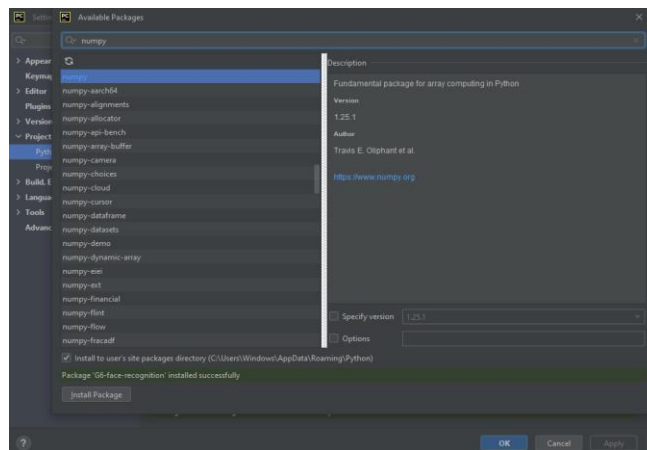 PC Settin
PC Available Packages
numpy
> Appear
Keymap
> Editor
Plugins
> Version
Project
Pyth
Proje
> Build, E
> Langua
> Tools
Advanc
numpy
numpy-aarch64
numpy-alignments
numpy-allocator
numpy-api-bench
numpy-array-buffer
numpy-camera
numpy-choices
numpy-cloud
numpy-cursor
numpy-dataframe
numpy-datasets
numpy-demo
numpy-dynamic-array
numpy-eiei
numpy-ext
numpy-financial
numpy-flint
numpy-flow
numpy-fracadf
Description
Fundamental package for array computing in Python
Version
1.25.1
Author
Travis E. Oliphant et al.
https://www.numpy.org
Specify version 1.25.1
Options
Install to user's site packages directory (C:\Users\Windows\AppData\Roaming\Python)
Package 'G6-face-recognition' installed successfully
Install Package
? OK Cancel Apply